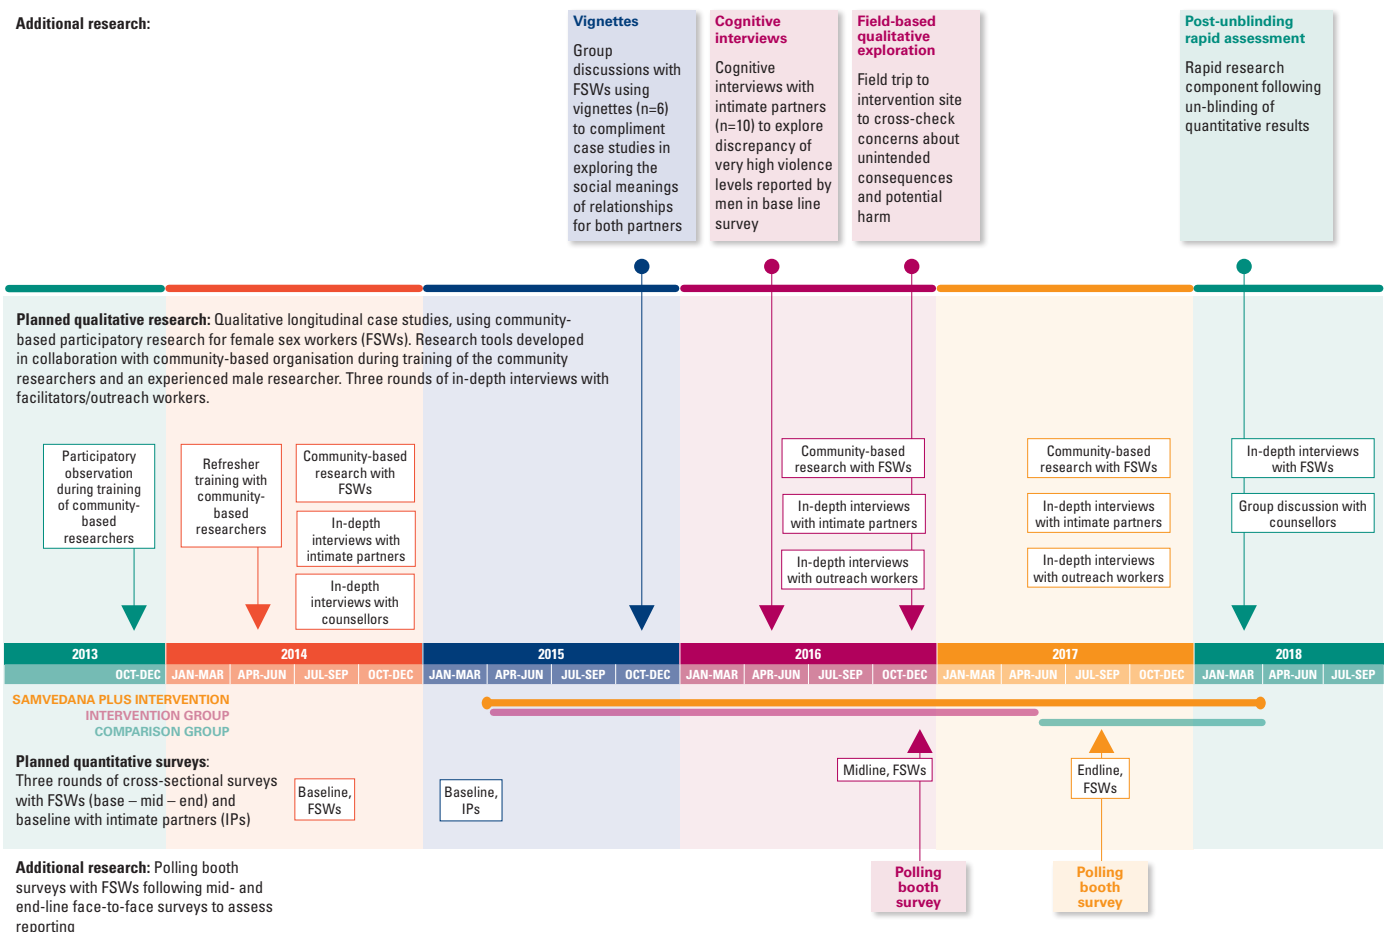 Additional research:
Vignettes
Group
discussions with
FSWs using
vignettes (n=6)
to compliment
case studies in
exploring the
social meanings
of relationships
for both partners
Cognitive
interviews
Cognitive
interviews with
intimate partners
(n=10) to explore
discrepancy of
very high violence
levels reported by
men in base line
survey
Field-based
qualitative
exploration
Field trip to
intervention site
to cross-check
concerns about
unintended
consequences
and potential
harm
Post-unblinding
rapid assessment
Rapid research
component following
un-blinding of
quantitative results
Planned qualitative research: Qualitative longitudinal case studies, using community-
based participatory research for female sex workers (FSWs). Research tools developed
in collaboration with community-based organisation during training of the community
researchers and an experienced male researcher. Three rounds of in-depth interviews with
facilitators/outreach workers.
Participatory
observation
during training
of community-
based
researchers
Refresher
training with
community-
based
researchers
Community-based
research with
FSWs
In-depth
interviews with
intimate partners
In-depth
interviews with
counsellors
Community-based
research with FSWs
In-depth interviews
with intimate partners
In-depth interviews
with outreach workers
Community-based
research with FSWs
In-depth interviews
with intimate partners
In-depth interviews
with outreach workers
In-depth interviews
with FSWs
Group discussion with
counsellors
2013 2014 2015 2016 2017 2018
OCT-DEC JAN-MAR APR-JUN JUL-SEP OCT-DEC JAN-MAR APR-JUN JUL-SEP OCT-DEC JAN-MAR APR-JUN JUL-SEP OCT-DEC JAN-MAR APR-JUN JUL-SEP OCT-DEC JAN-MAR APR-JUN JUL-SEP
SAMVEDANA PLUS INTERVENTION
INTERVENTION GROUP
COMPARISON GROUP
Planned quantitative surveys:
Three rounds of cross-sectional surveys
with FSWs (base – mid – end) and
baseline with intimate partners (IPs)
Baseline,
FSWs
Baseline,
IPs
Midline, FSWs
Endline,
FSWs
Additional research: Polling booth
surveys with FSWs following mid- and
end-line face-to-face surveys to assess
reporting
Polling
booth
survey
Polling
booth
survey